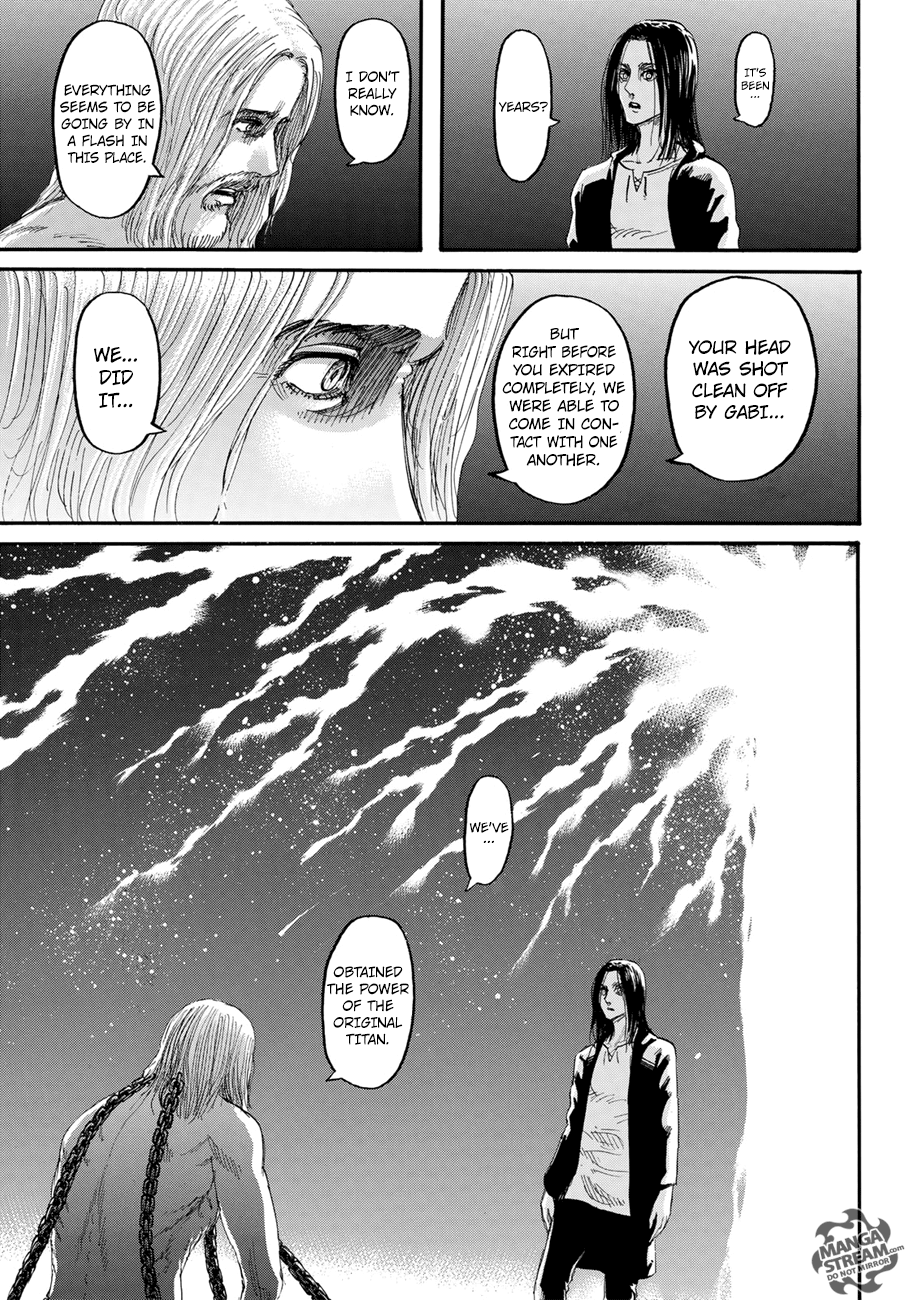 IT'S
BEEN
...
YEARS?
I DON'T
REALLY
KNOW.
EVERYTHING
SEEMS TO BE
GOING BY IN
A FLASH IN
THIS PLACE.
YOUR HEAD
WAS SHOT
CLEAN OFF
BY GABI...
BUT
RIGHT BEFORE
YOU EXPIRED
COMPLETELY, WE
WERE ABLE TO
COME IN CON-
TACT WITH ONE
ANOTHER.
WE...
DID
IT...
WE'VE
...
OBTAINED
THE POWER
OF THE
ORIGINAL
TITAN.
MANGA
STREAM.com
DO NOT MIRROR!